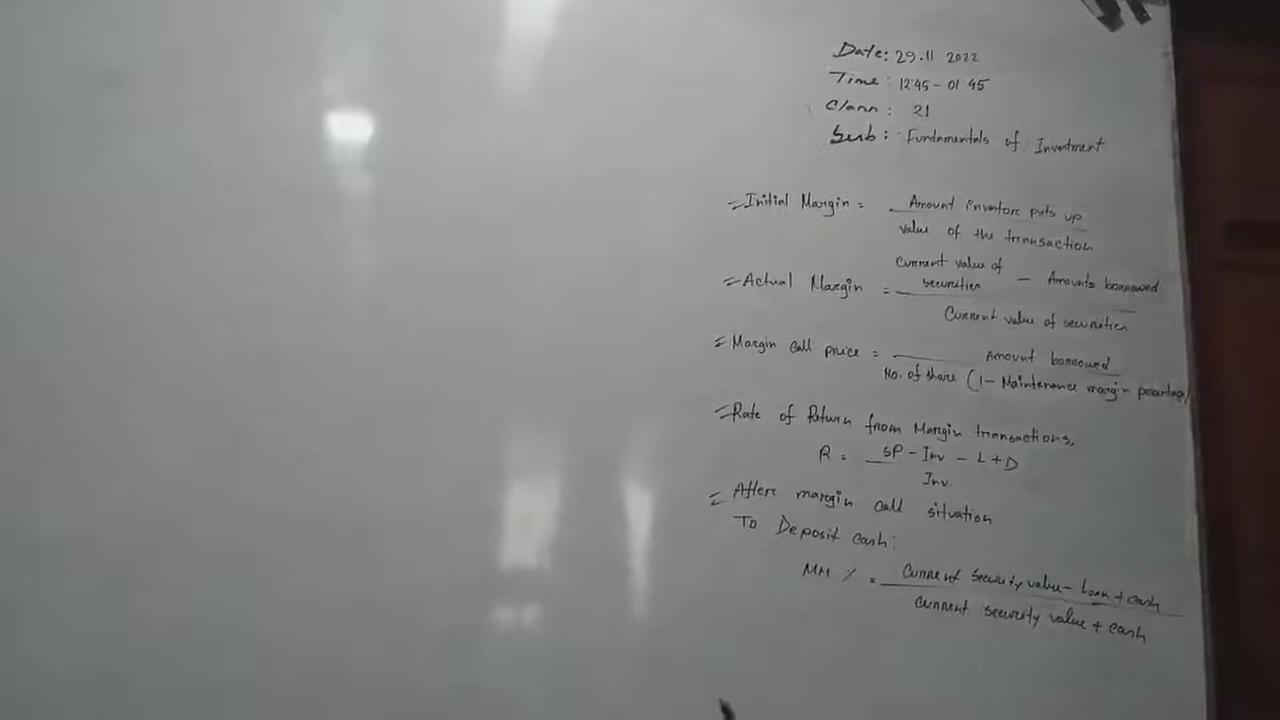 Date: 29.11 2022
Time: 12 45 - 01 45
Class: 21
Sub: Fundamentals of Investment
⇒ Initial Margin = Amount investors puts up
value of the transaction
⇒ Actual Margin = Current value of securities - Amounts borrowed
Current value of securities
⇒ Margin call price = Amount borrowed
No. of share (1 - Maintenance margin percentage)
⇒ Rate of Return from Margin transactions,
R = SP - Inv - L + D
Inv.
⇒ After margin call situation
To Deposit cash:
MM % = Current Security value - Loan + cash
Current security value + cash